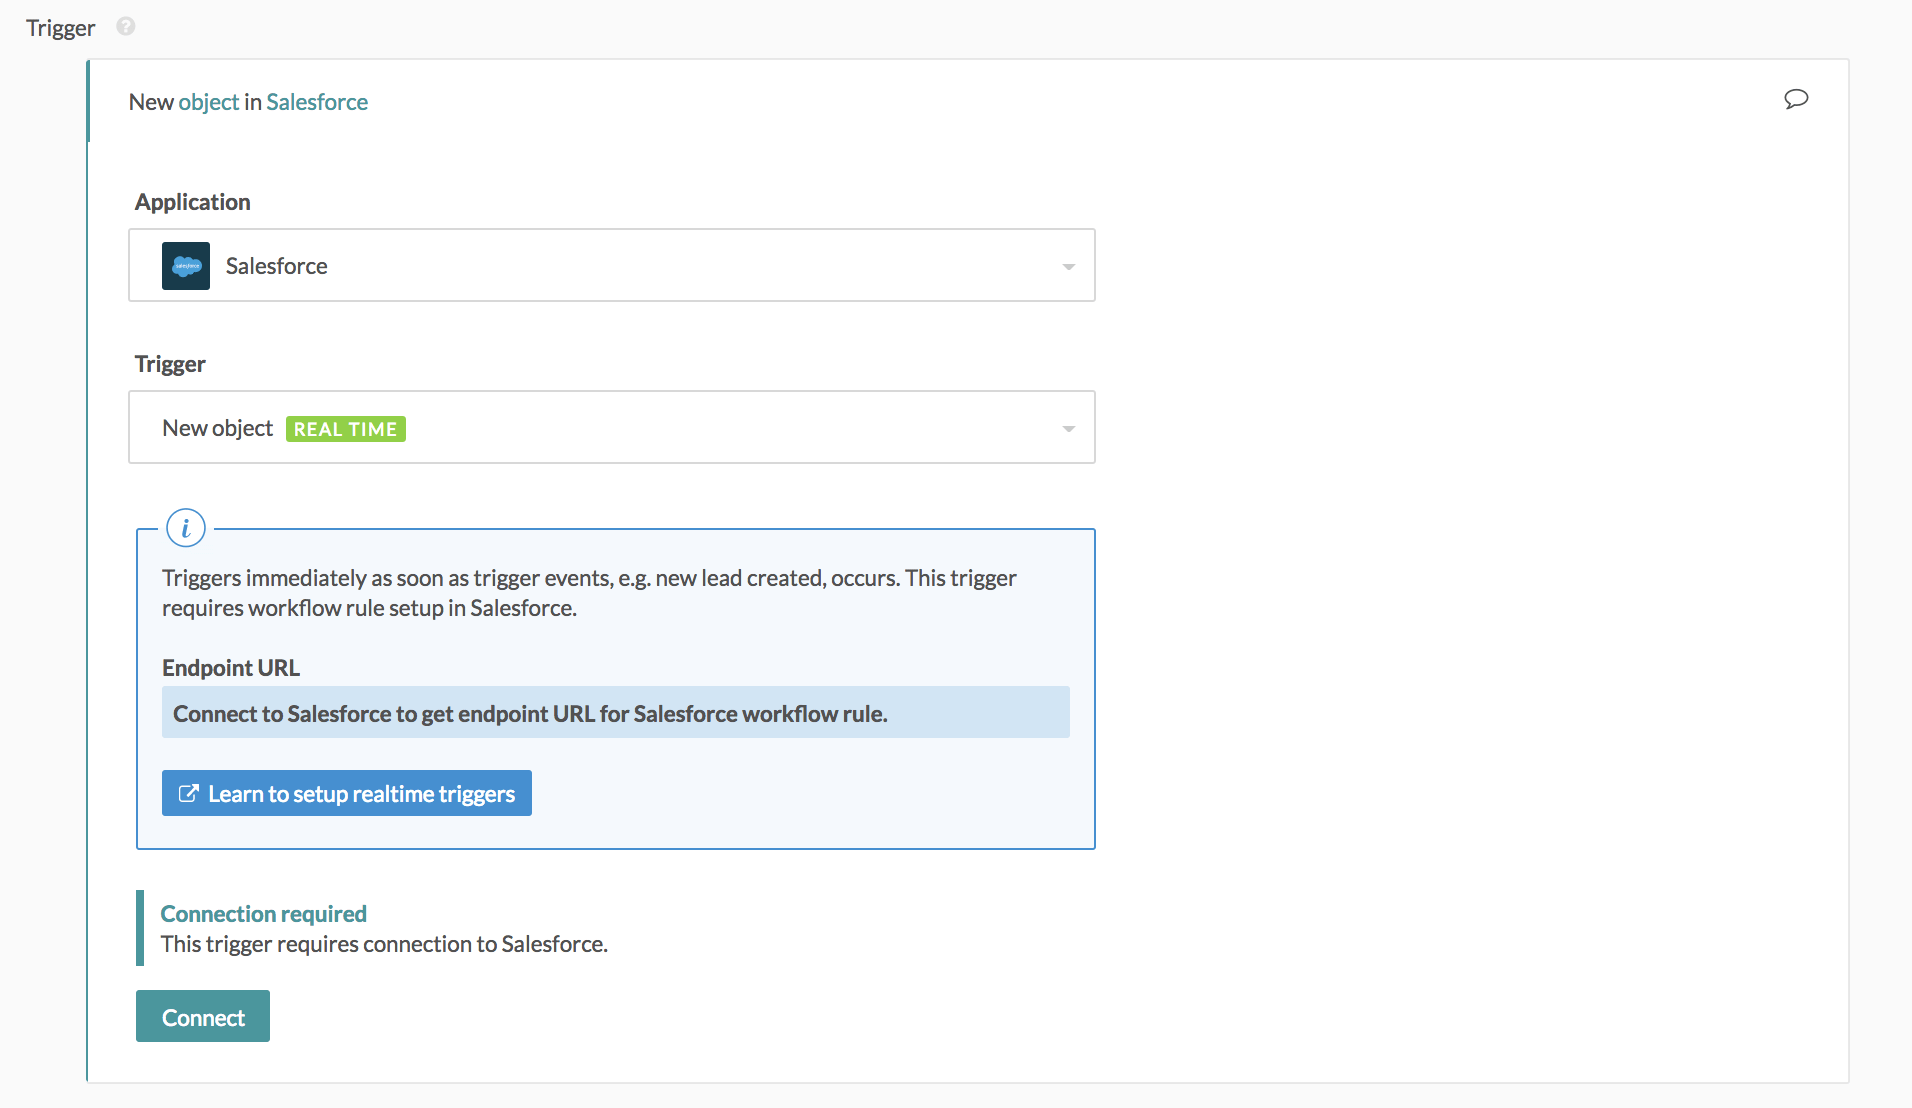 Trigger ?
New object in Salesforce
Application
salesforce
Salesforce
Trigger
New object REAL TIME
i
Triggers immediately as soon as trigger events, e.g. new lead created, occurs. This trigger
requires workflow rule setup in Salesforce.
Endpoint URL
Connect to Salesforce to get endpoint URL for Salesforce workflow rule.
Learn to setup realtime triggers
Connection required
This trigger requires connection to Salesforce.
Connect